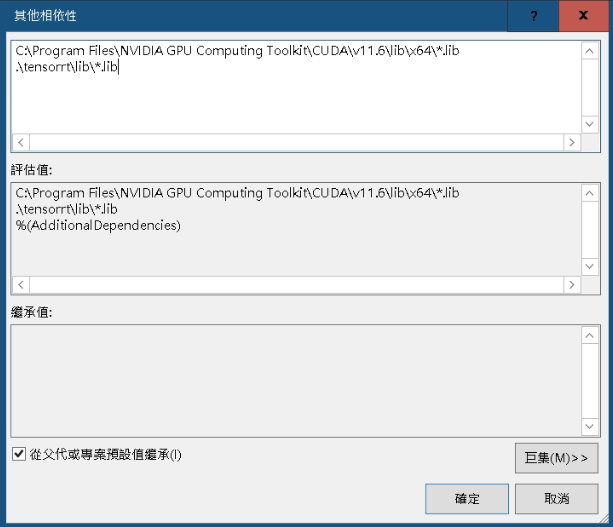 其他相依性
?
x
C:\Program Files\NVIDIA GPU Computing Toolkit\CUDA\v11.6\lib\x64\*.lib
.\tensorrt\lib\*.lib
評估值:
C:\Program Files\NVIDIA GPU Computing Toolkit\CUDA\v11.6\lib\x64\*.lib
.\tensorrt\lib\*.lib
%(AdditionalDependencies)
繼承值:
從父代或專案預設值繼承(I)
巨集(M)>>
確定
取消